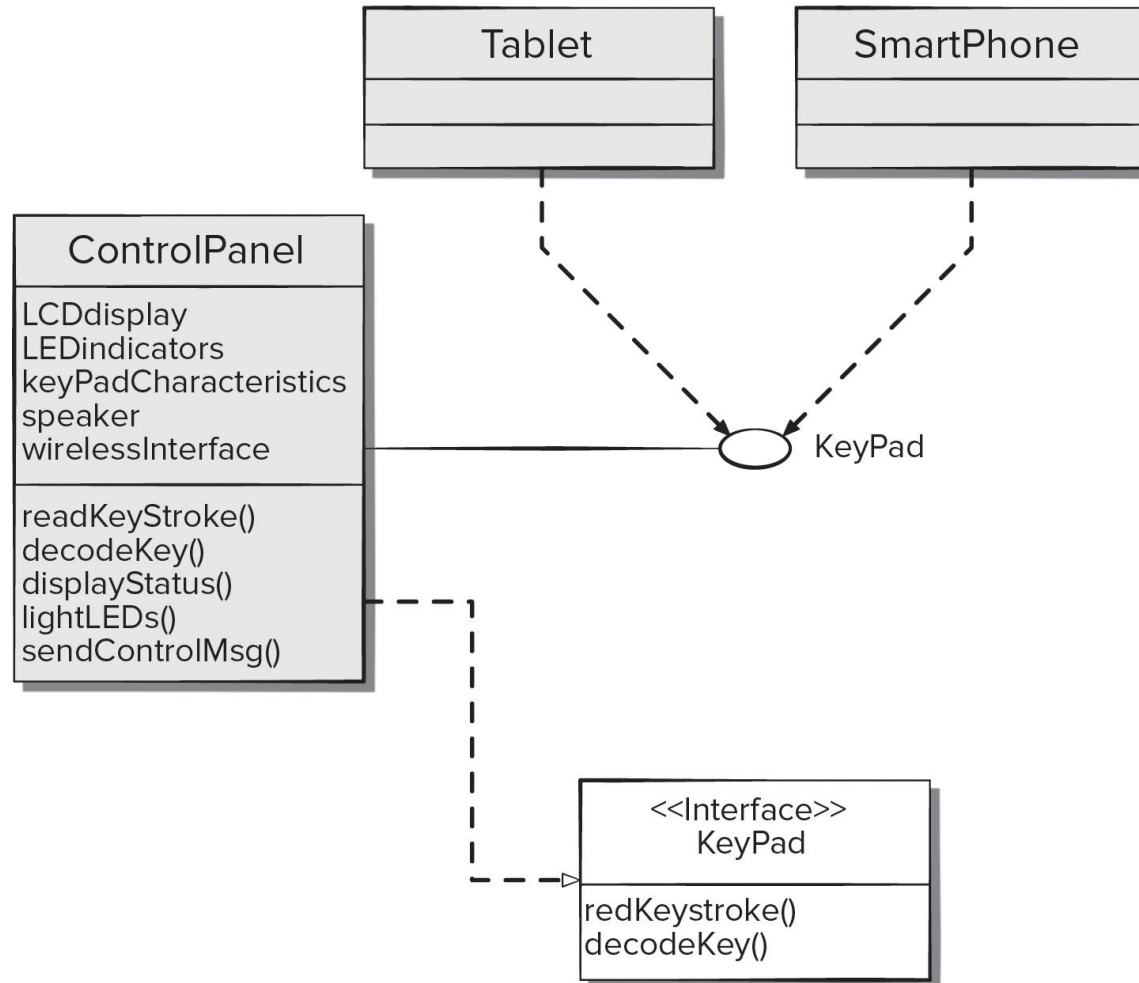 Tablet
SmartPhone
ControlPanel
LCDdisplay
LEDindicators
keyPadCharacteristics
speaker
wirelessInterface
KeyPad
readKeyStroke()
decodeKey()
displayStatus()
lightLEDs()
sendControlMsg()
<<Interface>>
KeyPad
redKeystroke()
decodeKey()